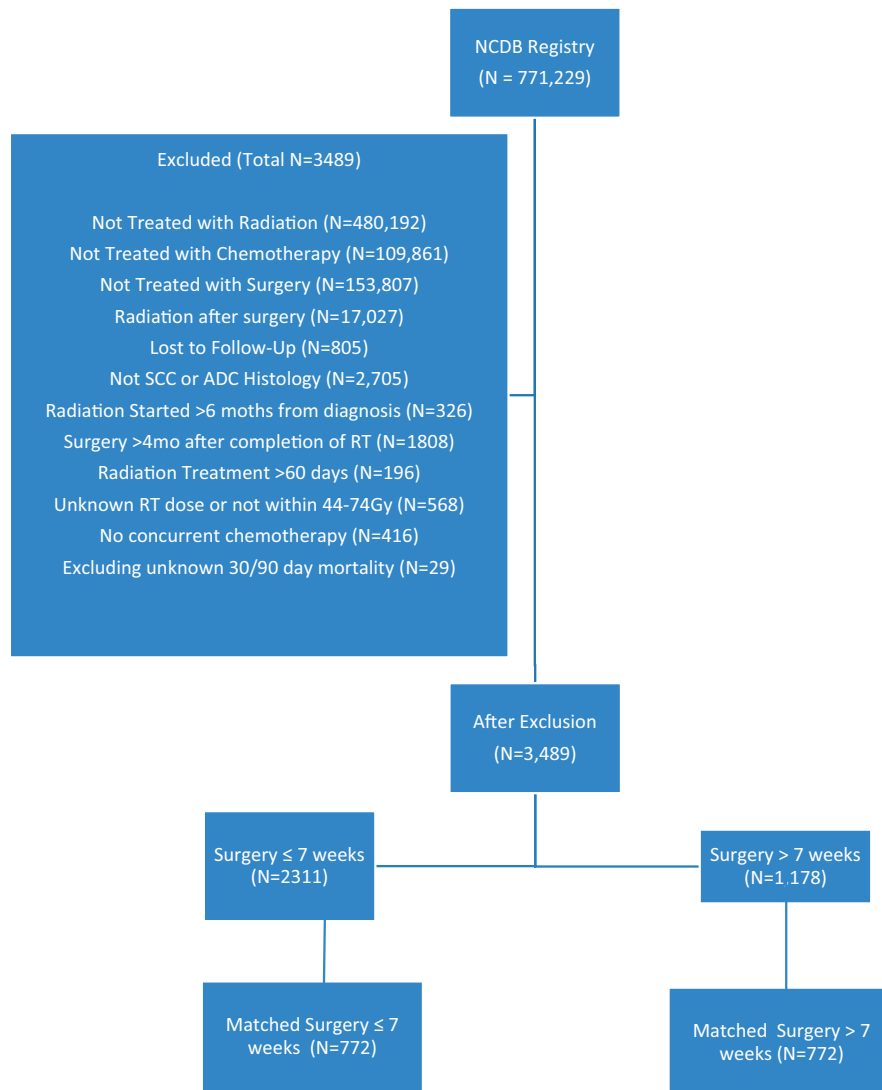 NCDB Registry
(N = 771,229)
Excluded (Total N=3489)
Not Treated with Radiation (N=480,192)
Not Treated with Chemotherapy (N=109,861)
Not Treated with Surgery (N=153,807)
Radiation after surgery (N=17,027)
Lost to Follow-Up (N=805)
Not SCC or ADC Histology (N=2,705)
Radiation Started >6 moths from diagnosis (N=326)
Surgery >4mo after completion of RT (N=1808)
Radiation Treatment >60 days (N=196)
Unknown RT dose or not within 44-74Gy (N=568)
No concurrent chemotherapy (N=416)
Excluding unknown 30/90 day mortality (N=29)
After Exclusion
(N=3,489)
Surgery ≤ 7 weeks
(N=2311)
Surgery > 7 weeks
(N=1,178)
Matched Surgery ≤ 7
weeks (N=772)
Matched Surgery > 7
weeks (N=772)